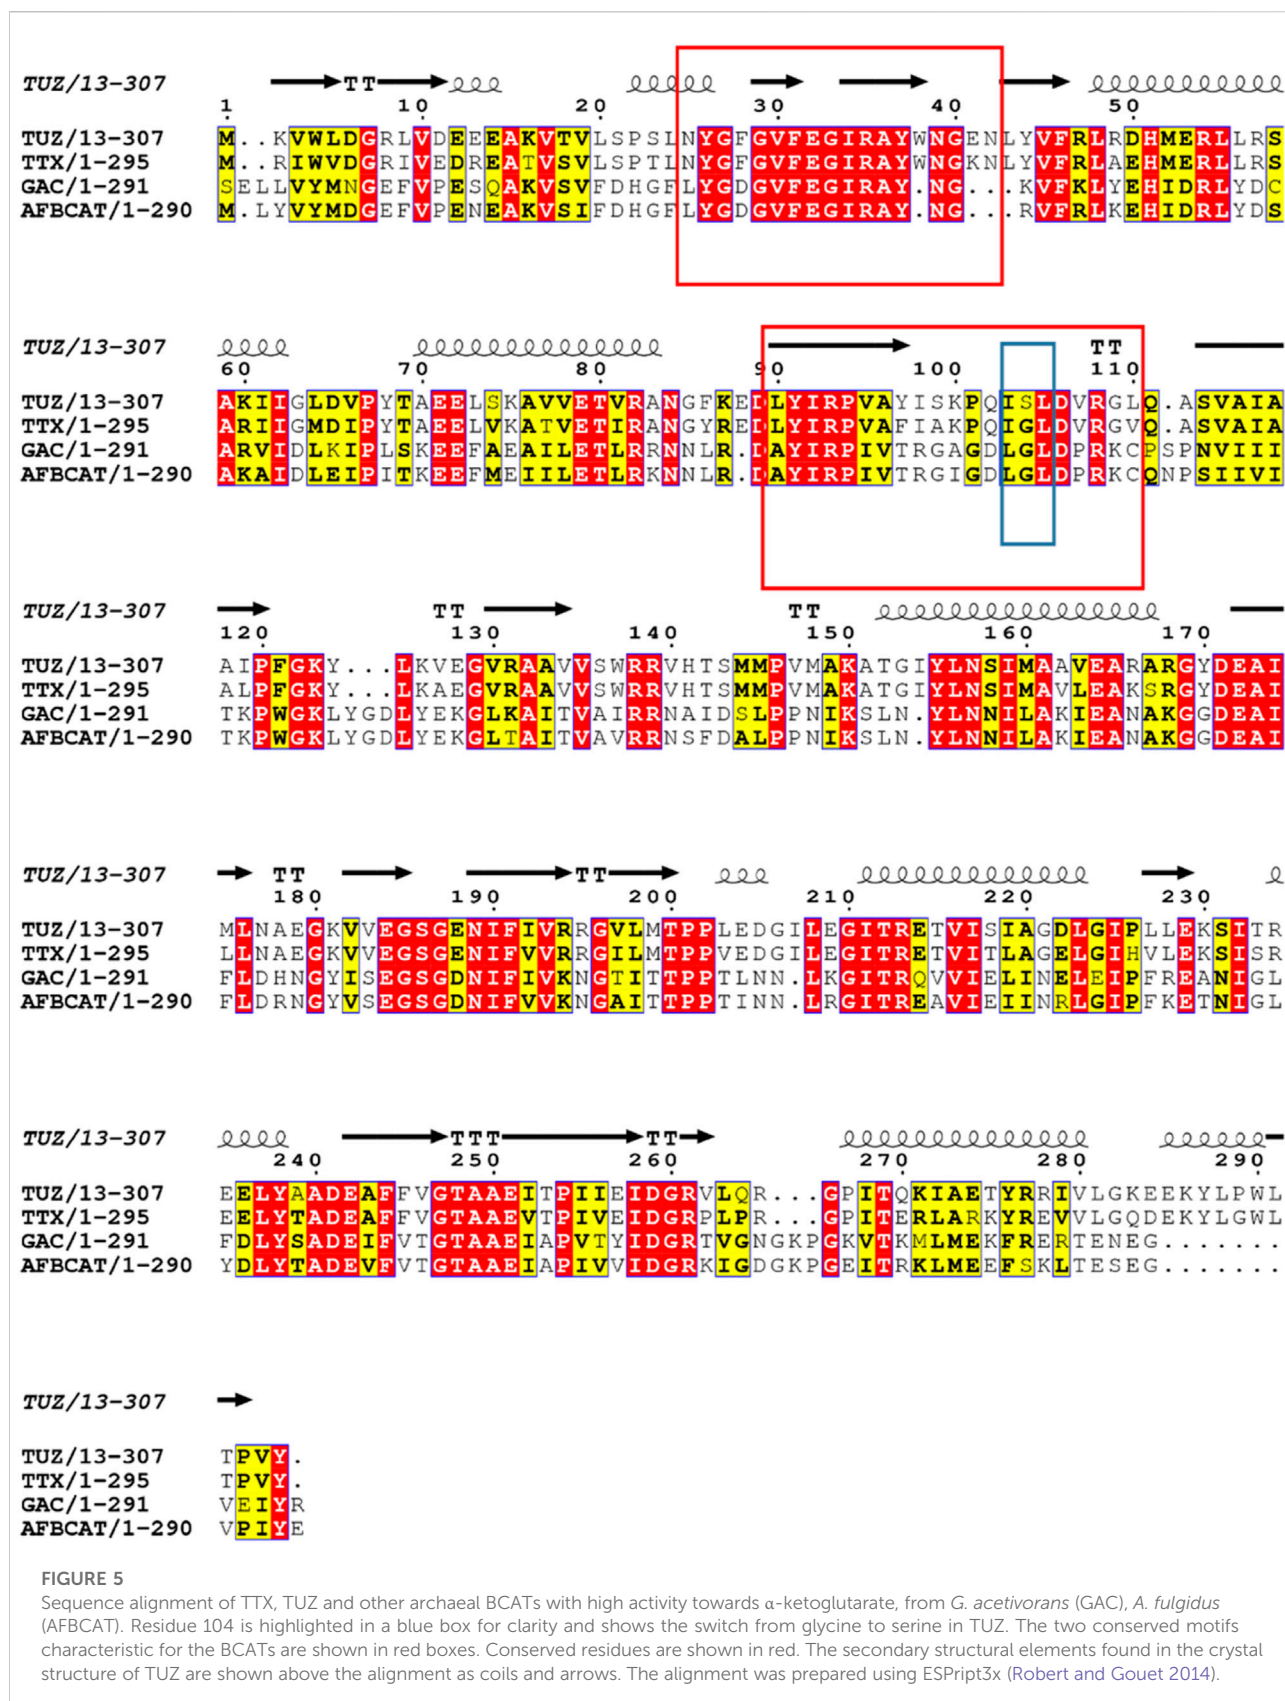 TUZ/13-307 TT
1 10 20 30 40 50
TUZ/13-307 M..KVWLDGRLVDEEEAKVTVLSPSLNYGFGVFEGIRAYWNGENLYVFRLRDHMERLLRS
TTX/1-295 M..RIWVDGRIVEDREATVSVLSPTLNYGFGVFEGIRAYWNGKNLYVFRLAEHMERLLRS
GAC/1-291 SELLVYMNGEFVPESQAKVSVFDHGFLYGDGVFEGIRAY.NG...KVFKLYEHIDRLYDC
AFBCAT/1-290 M.LYVYMDGEFVPENEAKVSIFDHGFLYGDGVFEGIRAY.NG...RVFRLKEHIDRLYDS
TUZ/13-307 TT
60 70 80 90 100 110
TUZ/13-307 AKIIGLDVPYTAEELSKAVVETVRANGFKEDLYIRPVAYISKPQISLDVRGLQ.ASVAIA
TTX/1-295 ARIIGMDIPYTAEELVKATVETIRANGYREDLYIRPVAFIAKPQIGLDVRGVQ.ASVAIA
GAC/1-291 ARVIDLKIPLSKEEFAEAILETLRRNNLR.DAYIRPIVTRGAGDLGLDPRKCPSPNVIII
AFBCAT/1-290 AKAIDLEIPITKEEFMEIILETLRKNNLR.DAYIRPIVTRGIGDLGLDPRKCQNPSIIVI
TUZ/13-307 TT TT
120 130 140 150 160 170
TUZ/13-307 AIPFGKY...LKVEGVRAAVVSWRRVHTSMMPVMAKATGIYLNSIMAAVEARARGYDEAI
TTX/1-295 ALPFGKY...LKAEGVRAAVVSWRRVHTSMMPVMAKATGIYLNSIMAVLEAKSRGYDEAI
GAC/1-291 TKPWGKLYGDLYEKGLKAITVAIRRNAIDSLPPNIKSLN.YLNNILAKIEANAKGGDEAI
AFBCAT/1-290 TKPWGKLYGDLYEKGLTAITVAVRRNSFDALPPNIKSLN.YLNNILAKIEANAKGGDEAI
TUZ/13-307 TT TT
180 190 200 210 220 230
TUZ/13-307 MLNAEGKVVEGSGENIFIVRRGVLMTPPLEDGILEGITRETVISIAGDLGIPLLEKSITR
TTX/1-295 LLNAEGKVVEGSGENIFVVRRGILMTPPVEDGILEGITRETVITLAGELGIHVLEKSISR
GAC/1-291 FLDHNGYISEGSGDNIFIVKNGTITTPPTLNN.LKGITRQVVIELINELEIPFREANIGL
AFBCAT/1-290 FLDRNGYVSEGSGDNIFVVKNGAITTPPTINN.LRGITREAVIEIINRLGIPFKETNIGL
TUZ/13-307 TTT TT
240 250 260 270 280 290
TUZ/13-307 EELYAADEAFFVGTAAEITPIIEIDGRVLQR...GPITQKIAETYRRIVLGKEEKYLPWL
TTX/1-295 EELYTADEAFFVGTAAEVTPIVEIDGRPLPR...GPITERLARKYREVVLGQDEKYLGWL
GAC/1-291 FDLYSADEIFVTGTAAEIAPVTYIDGRTVGNGKPGKVTKMLMEKFRERTENEG.......
AFBCAT/1-290 YDLYTADEVFVTGTAAEIAPIVVIDGRKIGDGKPGEITRKLMEEFSKLTESEG.......
TUZ/13-307
TUZ/13-307 TPVY.
TTX/1-295 TPVY.
GAC/1-291 VEIYR
AFBCAT/1-290 VPIYE
FIGURE 5
Sequence alignment of TTX, TUZ and other archaeal BCATs with high activity towards α-ketoglutarate, from G. acetivorans (GAC), A. fulgidus
(AFBCAT). Residue 104 is highlighted in a blue box for clarity and shows the switch from glycine to serine in TUZ. The two conserved motifs
characteristic for the BCATs are shown in red boxes. Conserved residues are shown in red. The secondary structural elements found in the crystal
structure of TUZ are shown above the alignment as coils and arrows. The alignment was prepared using ESPript3x (Robert and Gouet 2014).